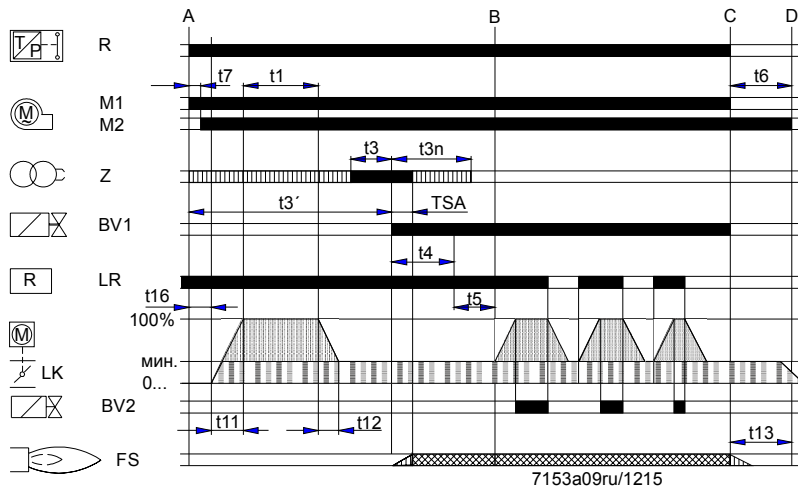 A B C D
T P R
t7 t1 t6
M M1
M2
t3 t3n
Z
t3´ TSA
BV1
t4
R LR
t16 t5
100%
M
мин.
LK
0...
BV2
t11 t12 t13
FS
7153a09ru/1215